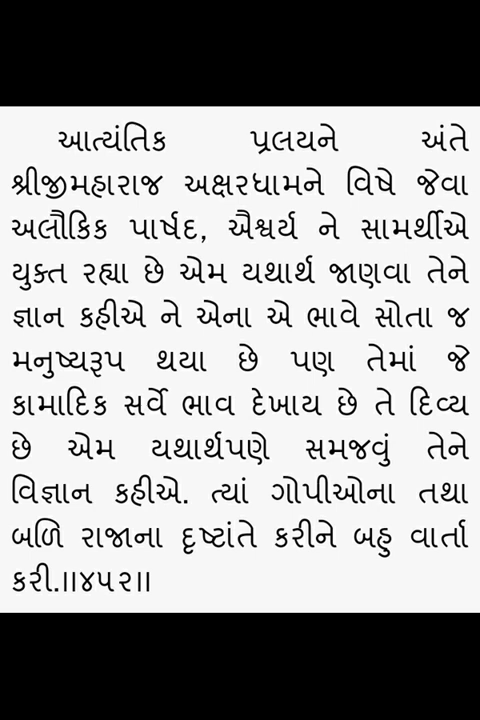 આત્યંતિક પ્રલયને અંતે
શ્રીજીમહારાજ અક્ષરધામને વિષે જેવા
અલૌકિક પાર્ષદ, ઐશ્વર્ય ને સામર્થીએ
યુક્ત રહ્યા છે એમ યથાર્થ જાણવા તેને
જ્ઞાન કહીએ ને એના એ ભાવે સોતા જ
મનુષ્યરૂપ થયા છે પણ તેમાં જે
કામાદિક સર્વે ભાવ દેખાય છે તે દિવ્ય
છે એમ યથાર્થપણે સમજવું તેને
વિજ્ઞાન કહીએ. ત્યાં ગોપીઓના તથા
બળિ રાજાના દૃષ્ટાંતે કરીને બહુ વાર્તા
કરી.॥૪૫૨॥